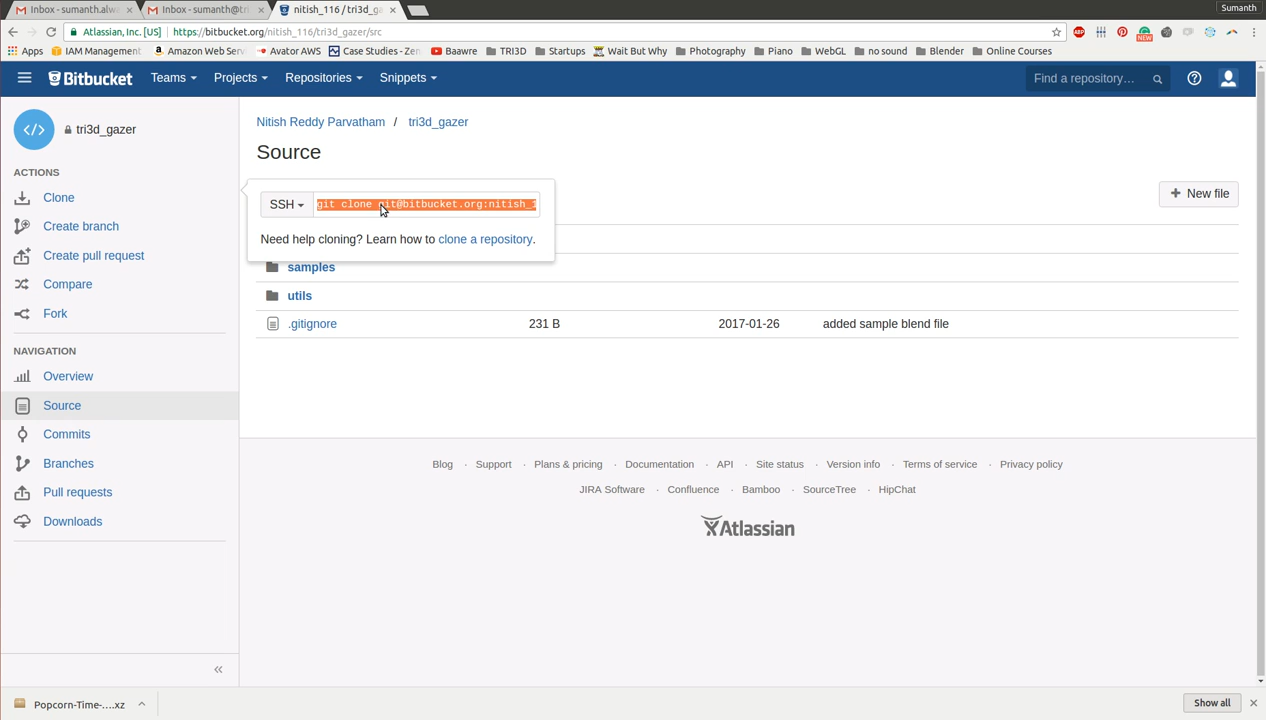 Sumanth
Inbox - sumanth.alw
Inbox - sumanth@tri
nitish_116 / tri3d_ga
Atlassian, Inc. [US] https://bitbucket.org/nitish_116/tri3d_gazer/src
Apps IAM Management Amazon Web Serv Avator AWS Case Studies - Zen Baawre TRI3D Startups Wait But Why Photography Piano WebGL no sound Blender Online Courses
NEW
Bitbucket Teams Projects Repositories Snippets Find a repository…
tri3d_gazer
Nitish Reddy Parvatham / tri3d_gazer
Source
ACTIONS
Clone
Create branch
Create pull request
Compare
Fork
SSH git clone git@bitbucket.org:nitish_1
Need help cloning? Learn how to clone a repository.
+ New file
samples
utils
.gitignore 231 B 2017-01-26 added sample blend file
NAVIGATION
Overview
Source
Commits
Branches
Pull requests
Downloads
Blog · Support · Plans & pricing · Documentation · API · Site status · Version info · Terms of service · Privacy policy
JIRA Software · Confluence · Bamboo · SourceTree · HipChat
Atlassian
Popcorn-Time-....xz
Show all